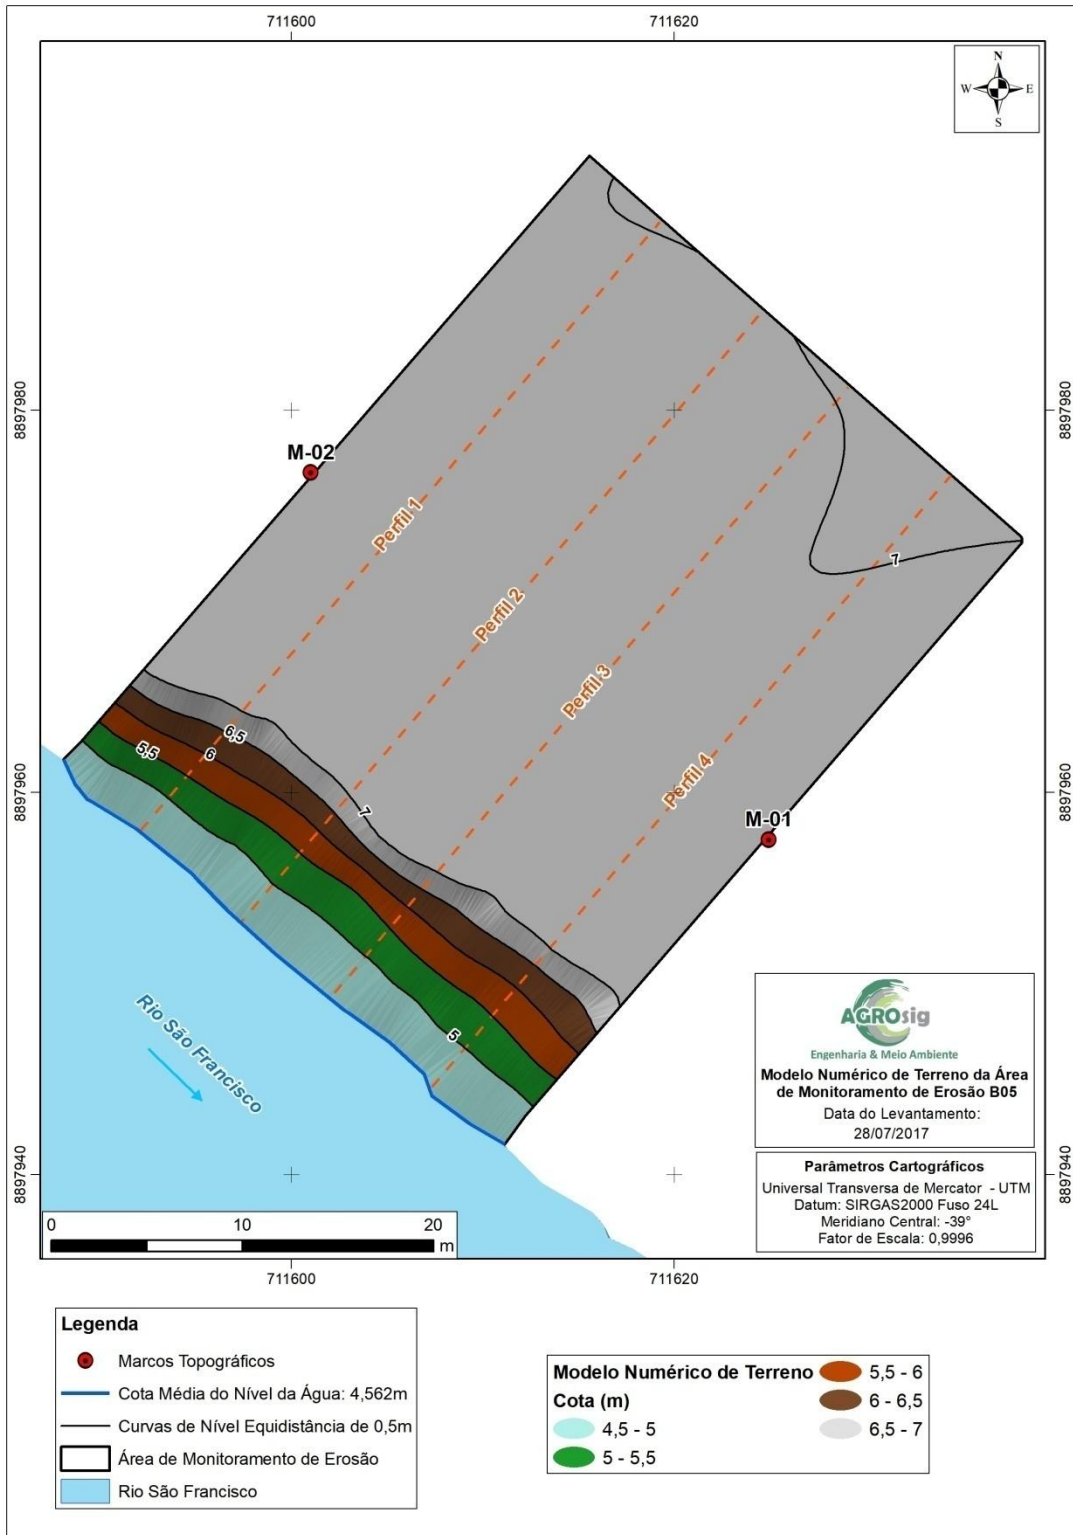 711600
711620
N
W
E
S
8897980
8897980
M-02
Perfil 1
7
Perfil 2
Perfil 3
6,5
5,5
6
Perfil 4
8897960
8897960
7
M-01
5
Rio São Francisco
AGROsig
Engenharia & Meio Ambiente
Modelo Numérico de Terreno da Área
de Monitoramento de Erosão B05
Data do Levantamento:
28/07/2017
8897940
8897940
Parâmetros Cartográficos
Universal Transversa de Mercator - UTM
Datum: SIRGAS2000 Fuso 24L
Meridiano Central: -39°
Fator de Escala: 0,9996
0
10
20
m
711600
711620
Legenda
Marcos Topográficos
Cota Média do Nível da Água: 4,562m
Curvas de Nível Equidistância de 0,5m
Área de Monitoramento de Erosão
Rio São Francisco
Modelo Numérico de Terreno
Cota (m)
4,5 - 5
5 - 5,5
5,5 - 6
6 - 6,5
6,5 - 7